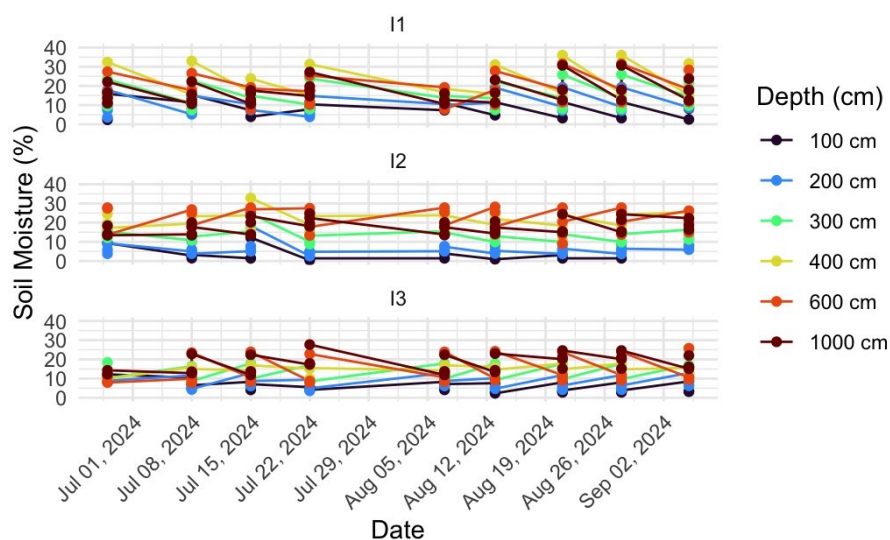 I1
40
30
20
10
0
I2
40
30
20
10
0
I3
40
30
20
10
0
Soil Moisture (%)
Jul 01, 2024
Jul 08, 2024
Jul 15, 2024
Jul 22, 2024
Jul 29, 2024
Aug 05, 2024
Aug 12, 2024
Aug 19, 2024
Aug 26, 2024
Sep 02, 2024
Date
Depth (cm)
100 cm
200 cm
300 cm
400 cm
600 cm
1000 cm